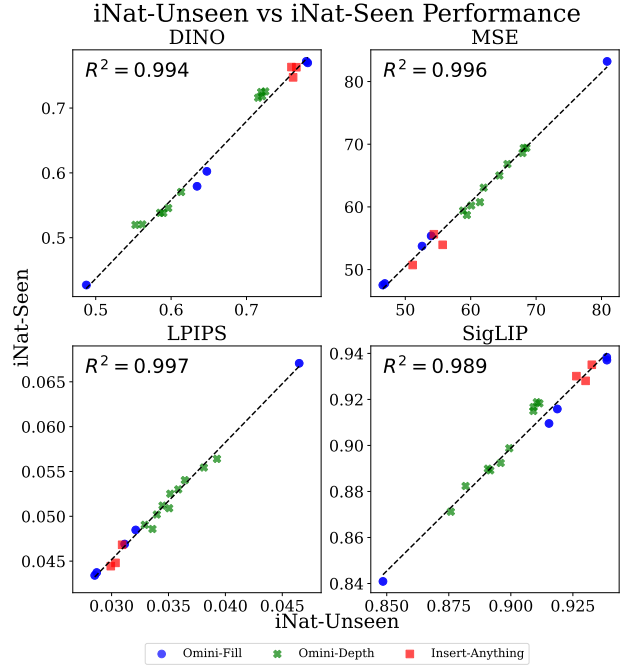 iNat-Unseen vs iNat-Seen Performance
DINO
MSE
R² = 0.994
R² = 0.996
0.7
0.6
0.5
80
70
60
50
0.5 0.6 0.7
50 60 70 80
iNat-Seen
LPIPS
SigLIP
R² = 0.997
R² = 0.989
0.065
0.060
0.055
0.050
0.045
0.94
0.92
0.90
0.88
0.86
0.84
0.030 0.035 0.040 0.045
0.850 0.875 0.900 0.925
iNat-Unseen
Omini-Fill Omini-Depth Insert-Anything